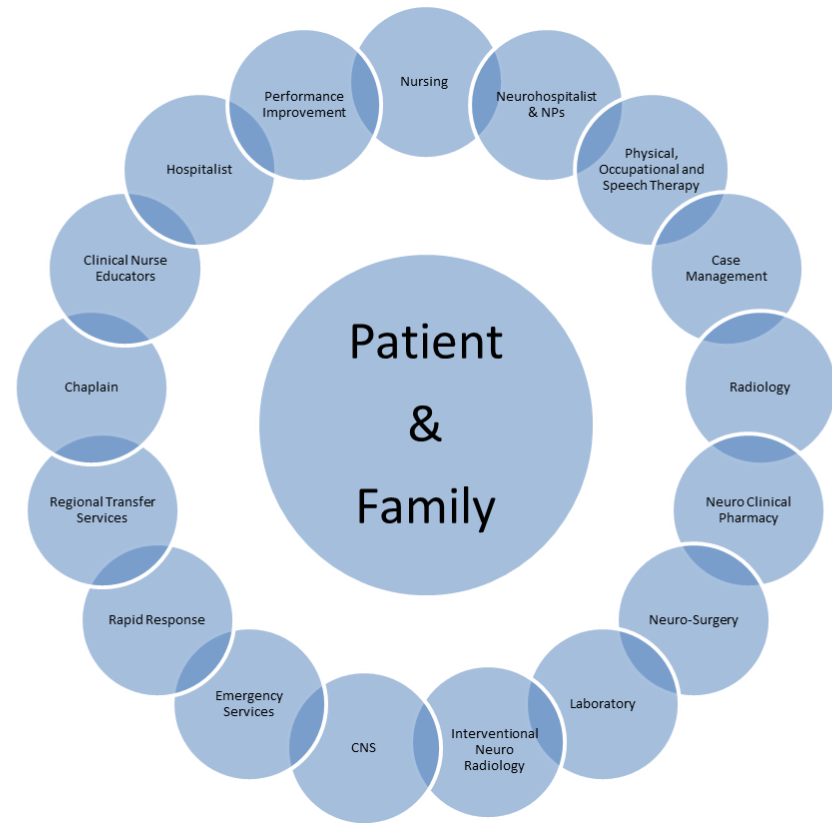 Patient
&
Family
Nursing
Neurohospitalist
& NPs
Physical,
Occupational and
Speech Therapy
Case
Management
Radiology
Neuro Clinical
Pharmacy
Neuro-Surgery
Laboratory
Interventional
Neuro
Radiology
CNS
Emergency
Services
Rapid Response
Regional Transfer
Services
Chaplain
Clinical Nurse
Educators
Hospitalist
Performance
Improvement